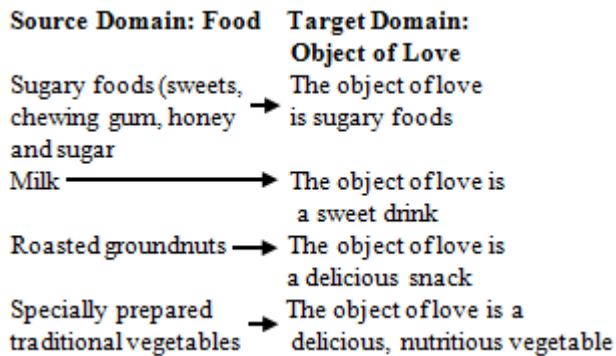 Source Domain: Food Target Domain:
Object of Love
Sugary foods (sweets, The object of love
chewing gum, honey is sugary foods
and sugar
Milk The object of love is
a sweet drink
Roasted groundnuts The object of love is
a delicious snack
Specially prepared The object of love is a
traditional vegetables delicious, nutritious vegetable